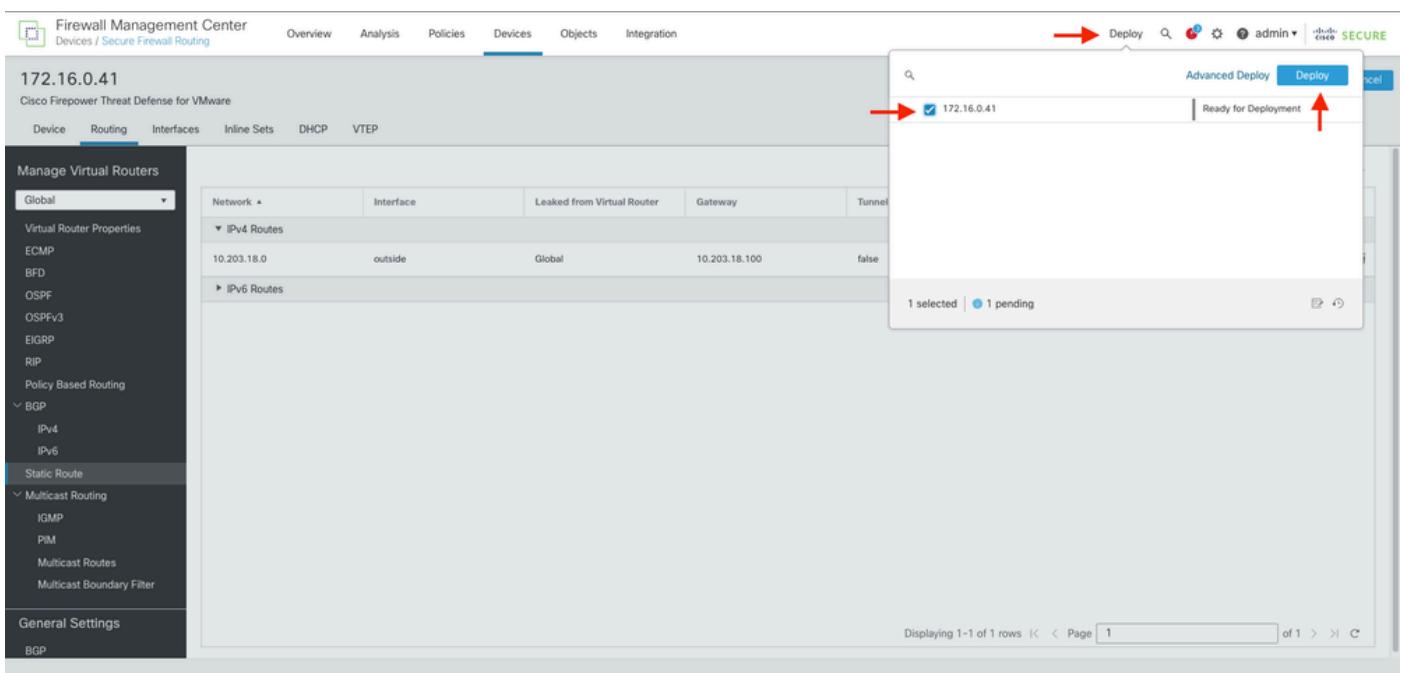 Firewall Management Center
Devices / Secure Firewall Routing
Overview Analysis Policies Devices Objects Integration
Deploy admin cisco SECURE
172.16.0.41
Cisco Firepower Threat Defense for VMware
Device Routing Interfaces Inline Sets DHCP VTEP
Advanced Deploy Deploy ncel
172.16.0.41 Ready for Deployment
1 selected 1 pending
Manage Virtual Routers
Global
Virtual Router Properties
ECMP
BFD
OSPF
OSPFv3
EIGRP
RIP
Policy Based Routing
BGP
IPv4
IPv6
Static Route
Multicast Routing
IGMP
PIM
Multicast Routes
Multicast Boundary Filter
General Settings
BGP
Network Interface Leaked from Virtual Router Gateway Tunnel
IPv4 Routes
10.203.18.0 outside Global 10.203.18.100 false
IPv6 Routes
Displaying 1-1 of 1 rows Page 1 of 1